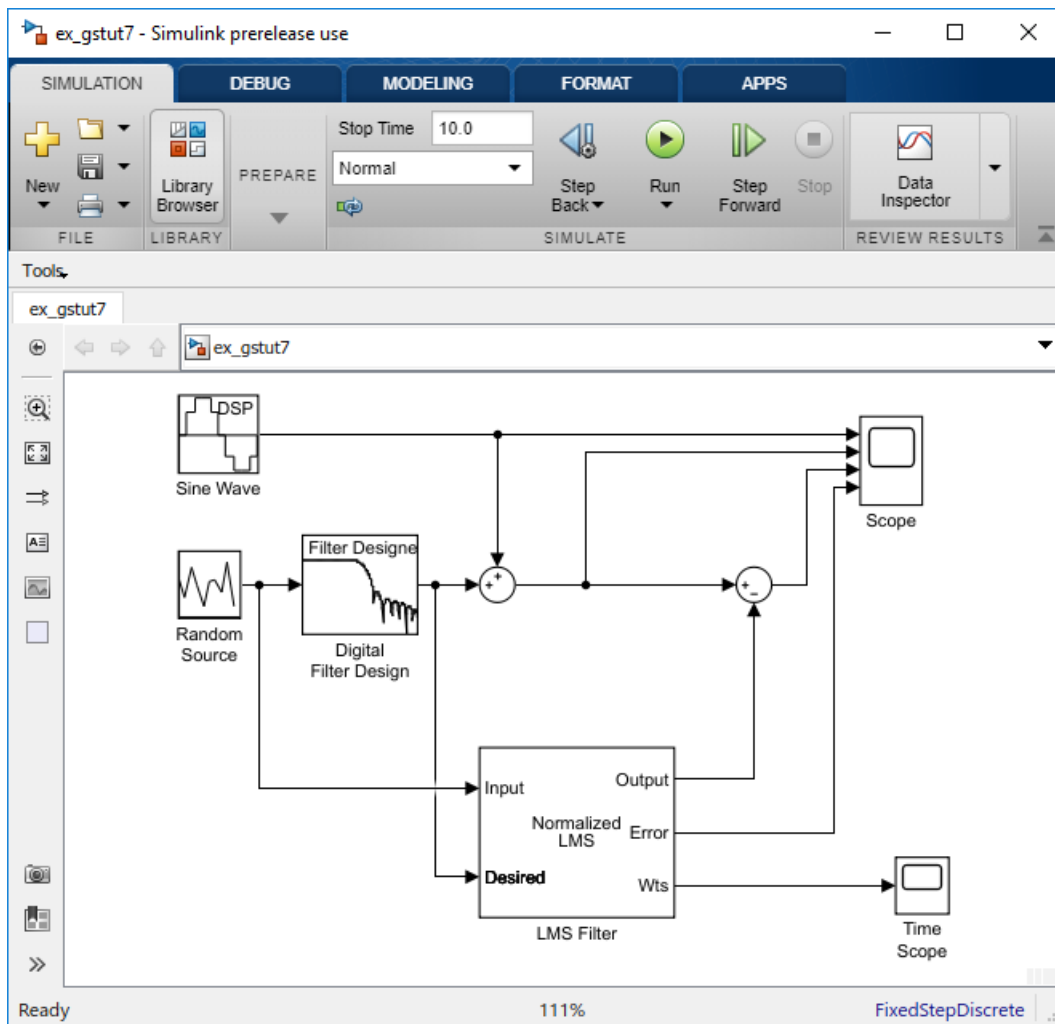 ex_gstut7 - Simulink prerelease use
SIMULATION DEBUG MODELING FORMAT APPS
New
FILE
Library
Browser
LIBRARY
PREPARE
Stop Time 10.0
Normal
Step
Back
Run
Step
Forward
Stop
SIMULATE
Data
Inspector
REVIEW RESULTS
Tools
ex_gstut7
ex_gstut7
A
DSP
Sine Wave
Scope
Random
Source
Filter Designe
Digital
Filter Design
+ +
+ -
Input
Desired
Normalized
LMS
Output
Error
Wts
LMS Filter
Time
Scope
Ready 111% FixedStepDiscrete